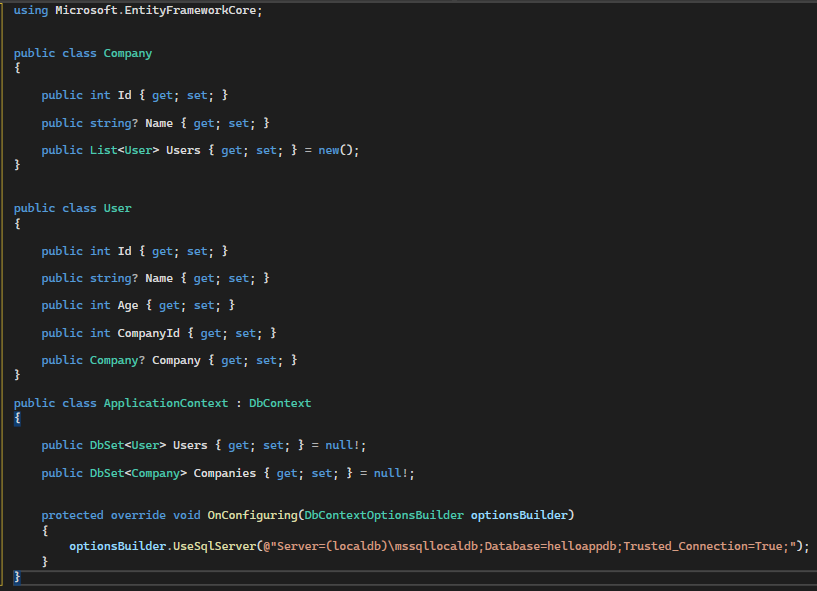 using Microsoft.EntityFrameworkCore;
public class Company
{
public int Id { get; set; }
public string? Name { get; set; }
public List<User> Users { get; set; } = new();
}
public class User
{
public int Id { get; set; }
public string? Name { get; set; }
public int Age { get; set; }
public int CompanyId { get; set; }
public Company? Company { get; set; }
}
public class ApplicationContext : DbContext
{
public DbSet<User> Users { get; set; } = null!;
public DbSet<Company> Companies { get; set; } = null!;
protected override void OnConfiguring(DbContextOptionsBuilder optionsBuilder)
{
optionsBuilder.UseSqlServer(@"Server=(localdb)\mssqllocaldb;Database=helloappdb;Trusted_Connection=True;");
}
}